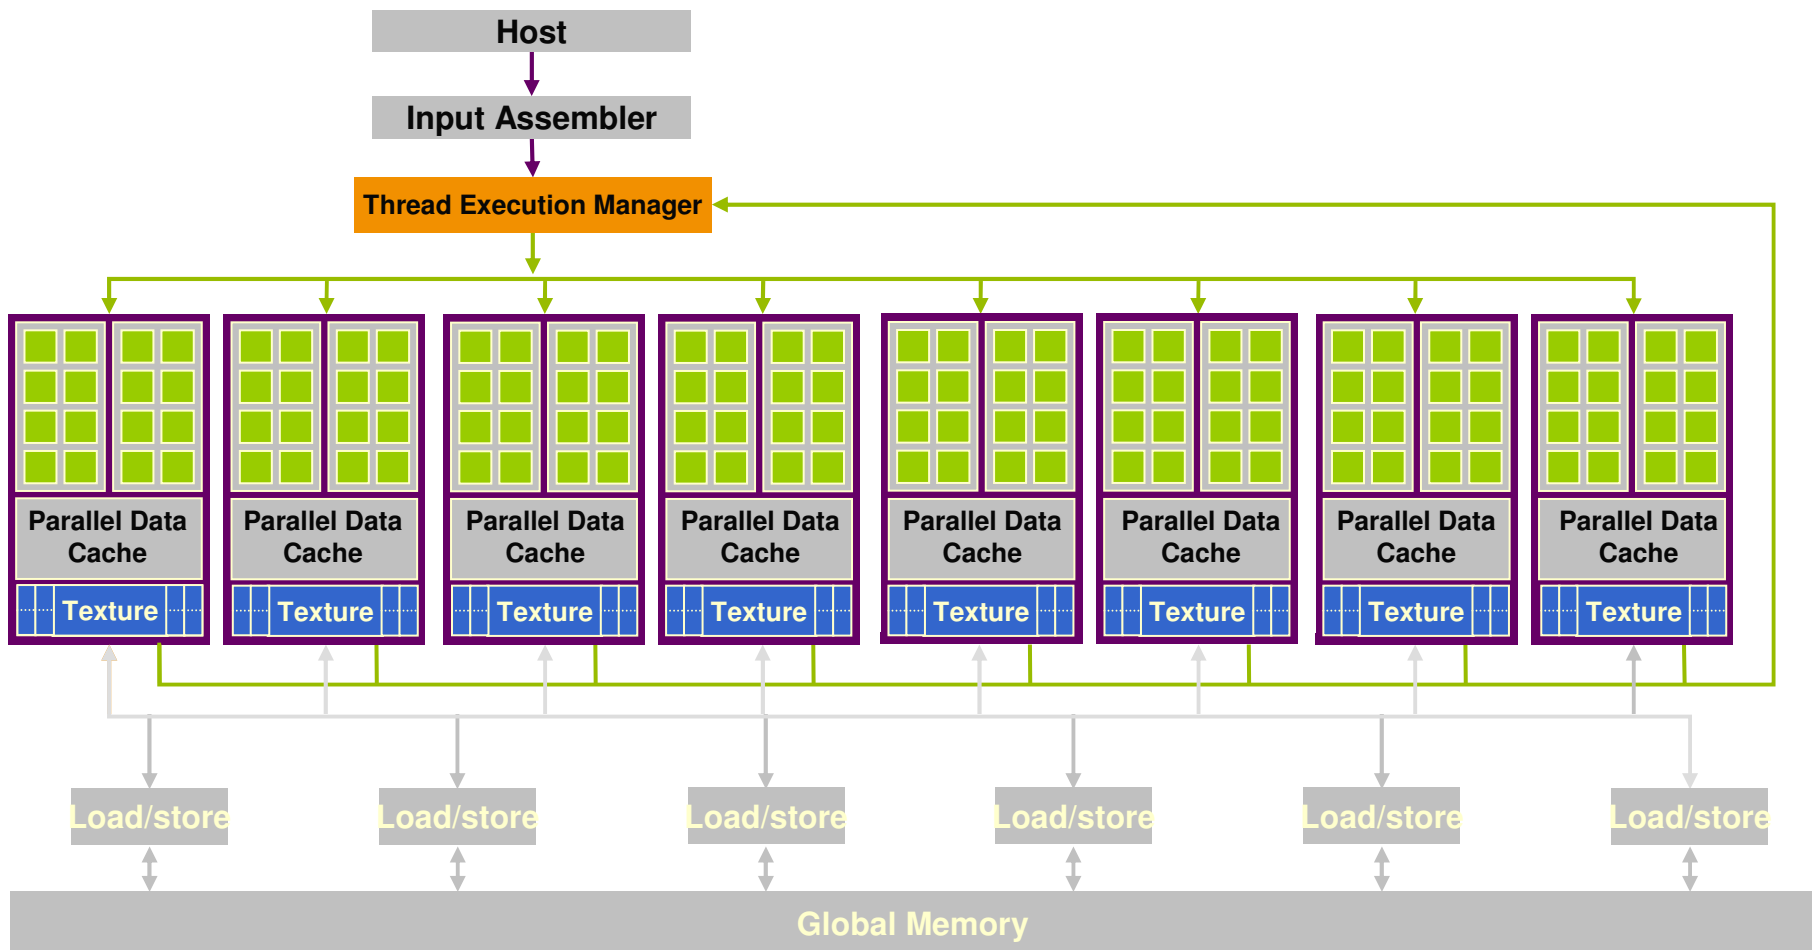 Host
Input Assembler
Thread Execution Manager
Parallel Data
Cache
Parallel Data
Cache
Parallel Data
Cache
Parallel Data
Cache
Parallel Data
Cache
Parallel Data
Cache
Parallel Data
Cache
Parallel Data
Cache
Texture
Texture
Texture
Texture
Texture
Texture
Texture
Texture
Load/store
Load/store
Load/store
Load/store
Load/store
Load/store
Global Memory